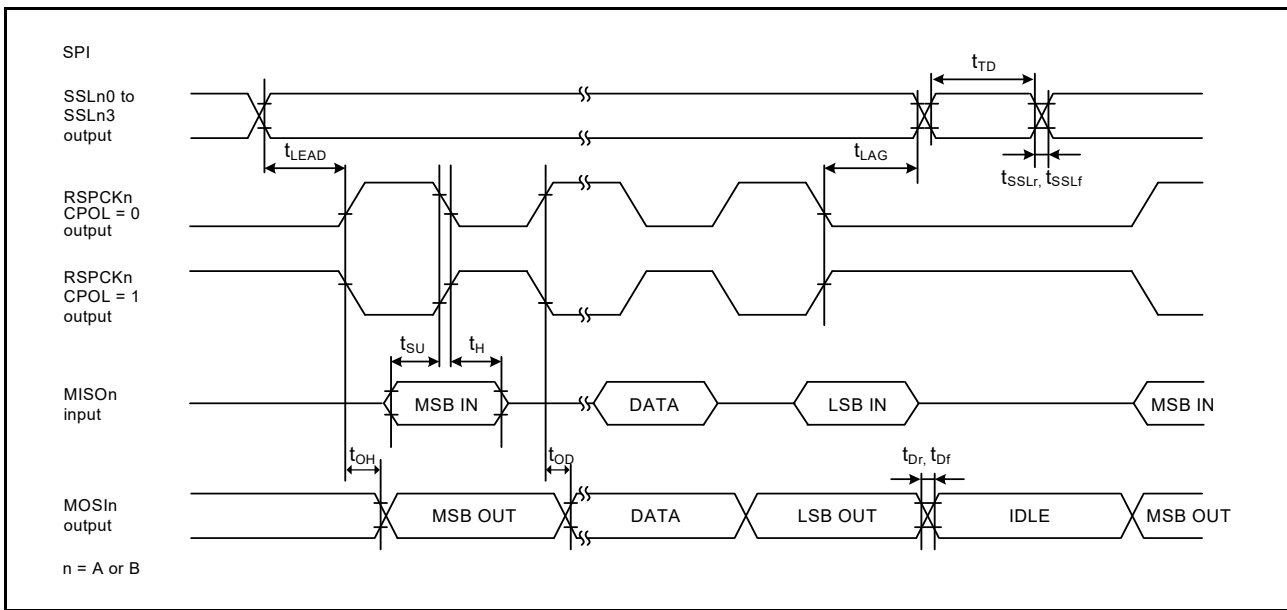 SPI
SSLn0 to
SSLn3
output
tTD
tLEAD
tLAG
tSSLr, tSSLf
RSPCKn
CPOL = 0
output
RSPCKn
CPOL = 1
output
tSU
tH
MISOn
input
MSB IN
DATA
LSB IN
MSB IN
tOH
tOD
tDr, tDf
MOSIn
output
MSB OUT
DATA
LSB OUT
IDLE
MSB OUT
n = A or B